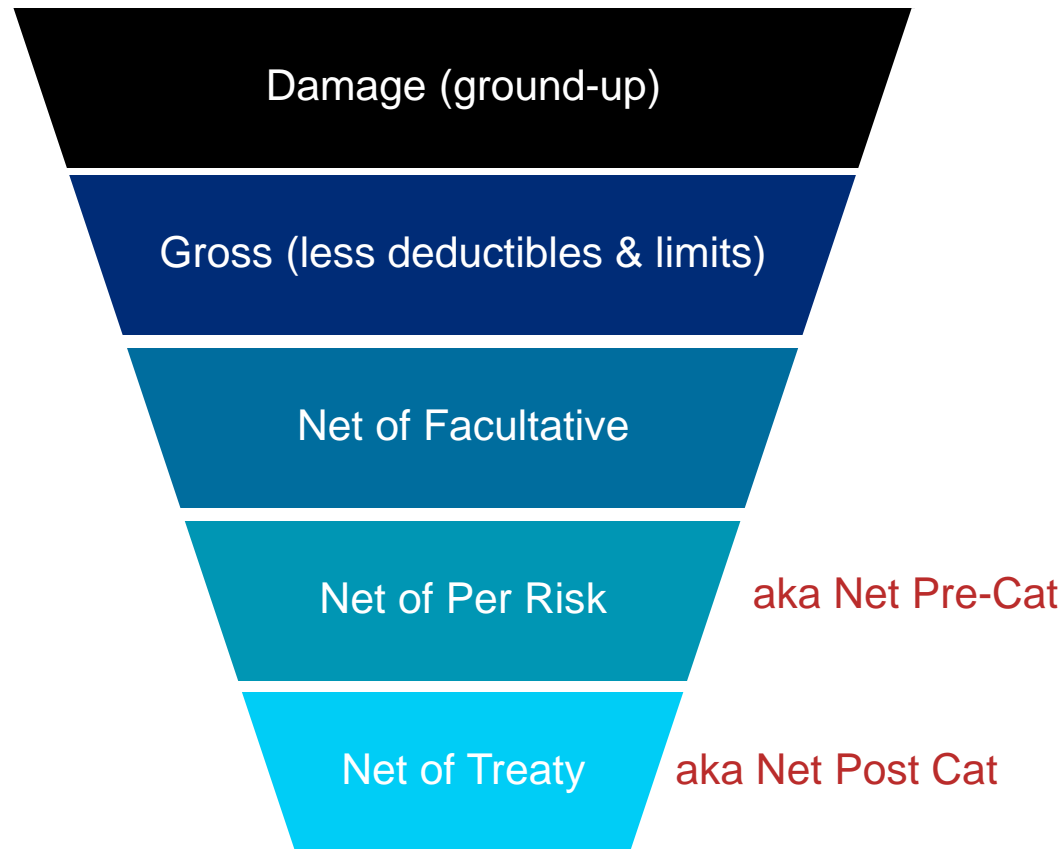 Damage (ground-up)
Gross (less deductibles & limits)
Net of Facultative
Net of Per Risk
aka Net Pre-Cat
Net of Treaty
aka Net Post Cat